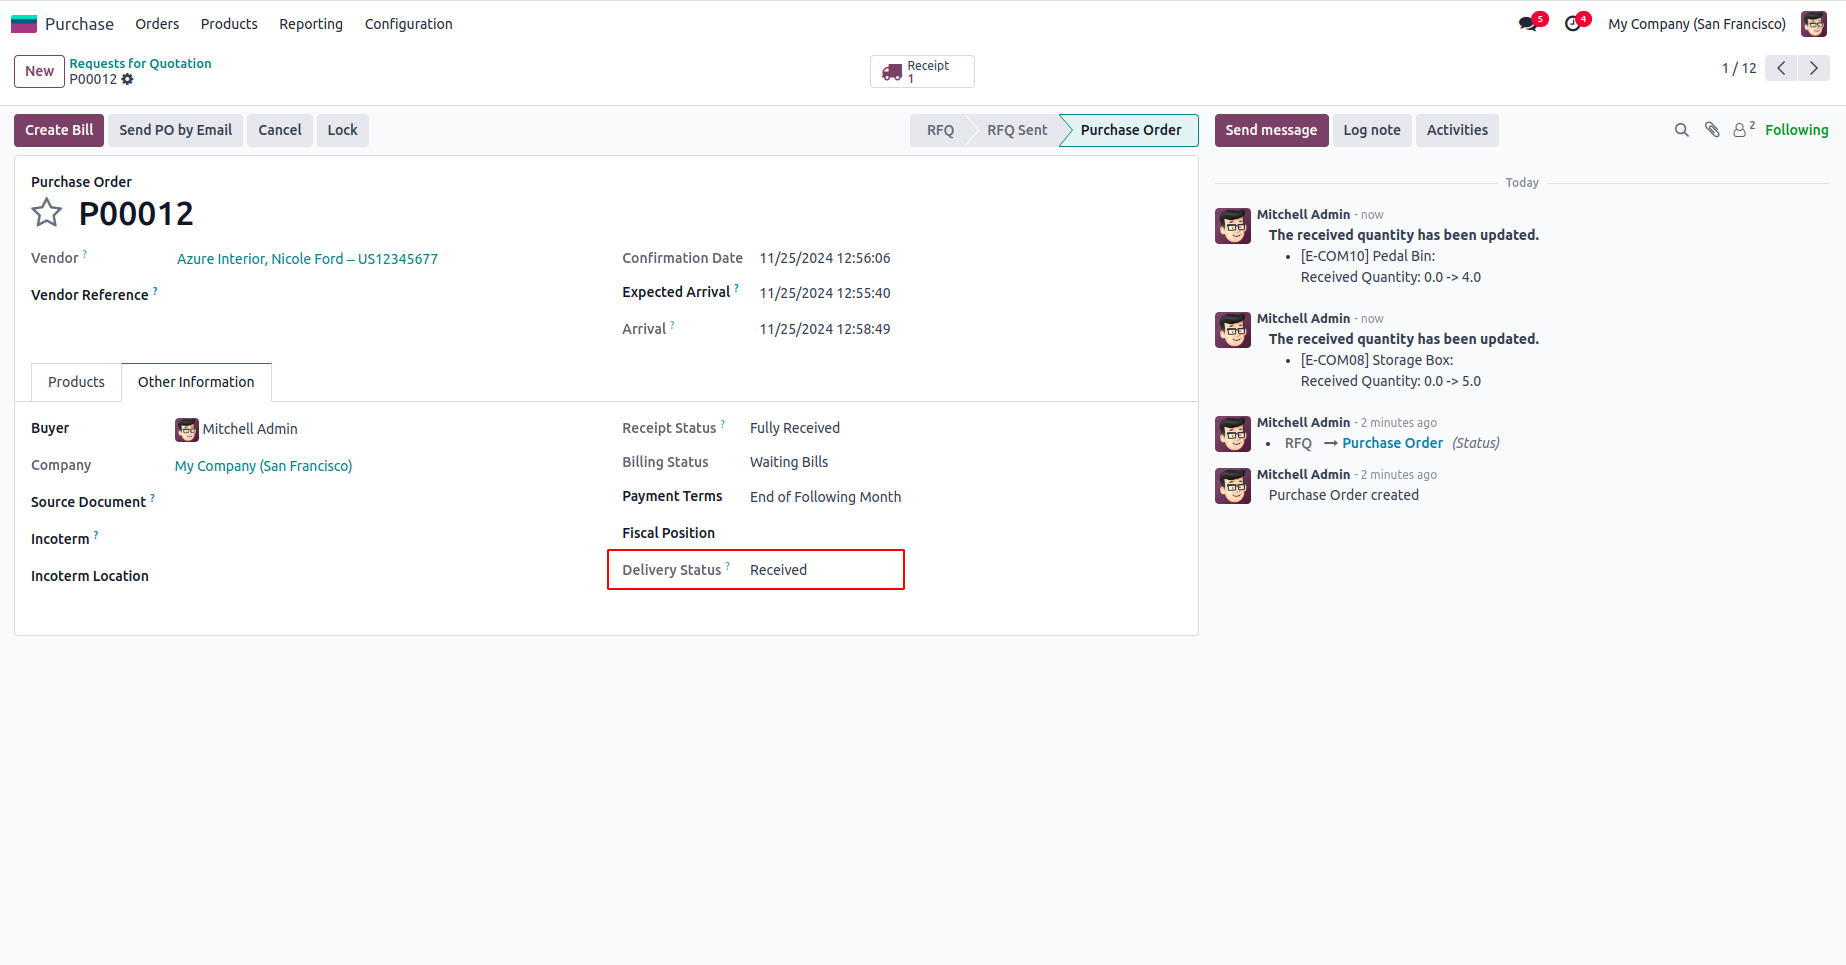 Purchase Orders Products Reporting Configuration
5 4 My Company (San Francisco)
New Requests for Quotation
P00012
Receipt
1
1 / 12
Create Bill Send PO by Email Cancel Lock
RFQ RFQ Sent Purchase Order
Send message Log note Activities
2 Following
Purchase Order
P00012
Vendor ? Azure Interior, Nicole Ford – US12345677
Vendor Reference ?
Confirmation Date 11/25/2024 12:56:06
Expected Arrival ? 11/25/2024 12:55:40
Arrival ? 11/25/2024 12:58:49
Products Other Information
Buyer Mitchell Admin
Company My Company (San Francisco)
Source Document ?
Incoterm ?
Incoterm Location
Receipt Status ? Fully Received
Billing Status Waiting Bills
Payment Terms End of Following Month
Fiscal Position
Delivery Status ? Received
Today
Mitchell Admin - now
The received quantity has been updated.
• [E-COM10] Pedal Bin:
Received Quantity: 0.0 -> 4.0
Mitchell Admin - now
The received quantity has been updated.
• [E-COM08] Storage Box:
Received Quantity: 0.0 -> 5.0
Mitchell Admin - 2 minutes ago
• RFQ → Purchase Order (Status)
Mitchell Admin - 2 minutes ago
Purchase Order created